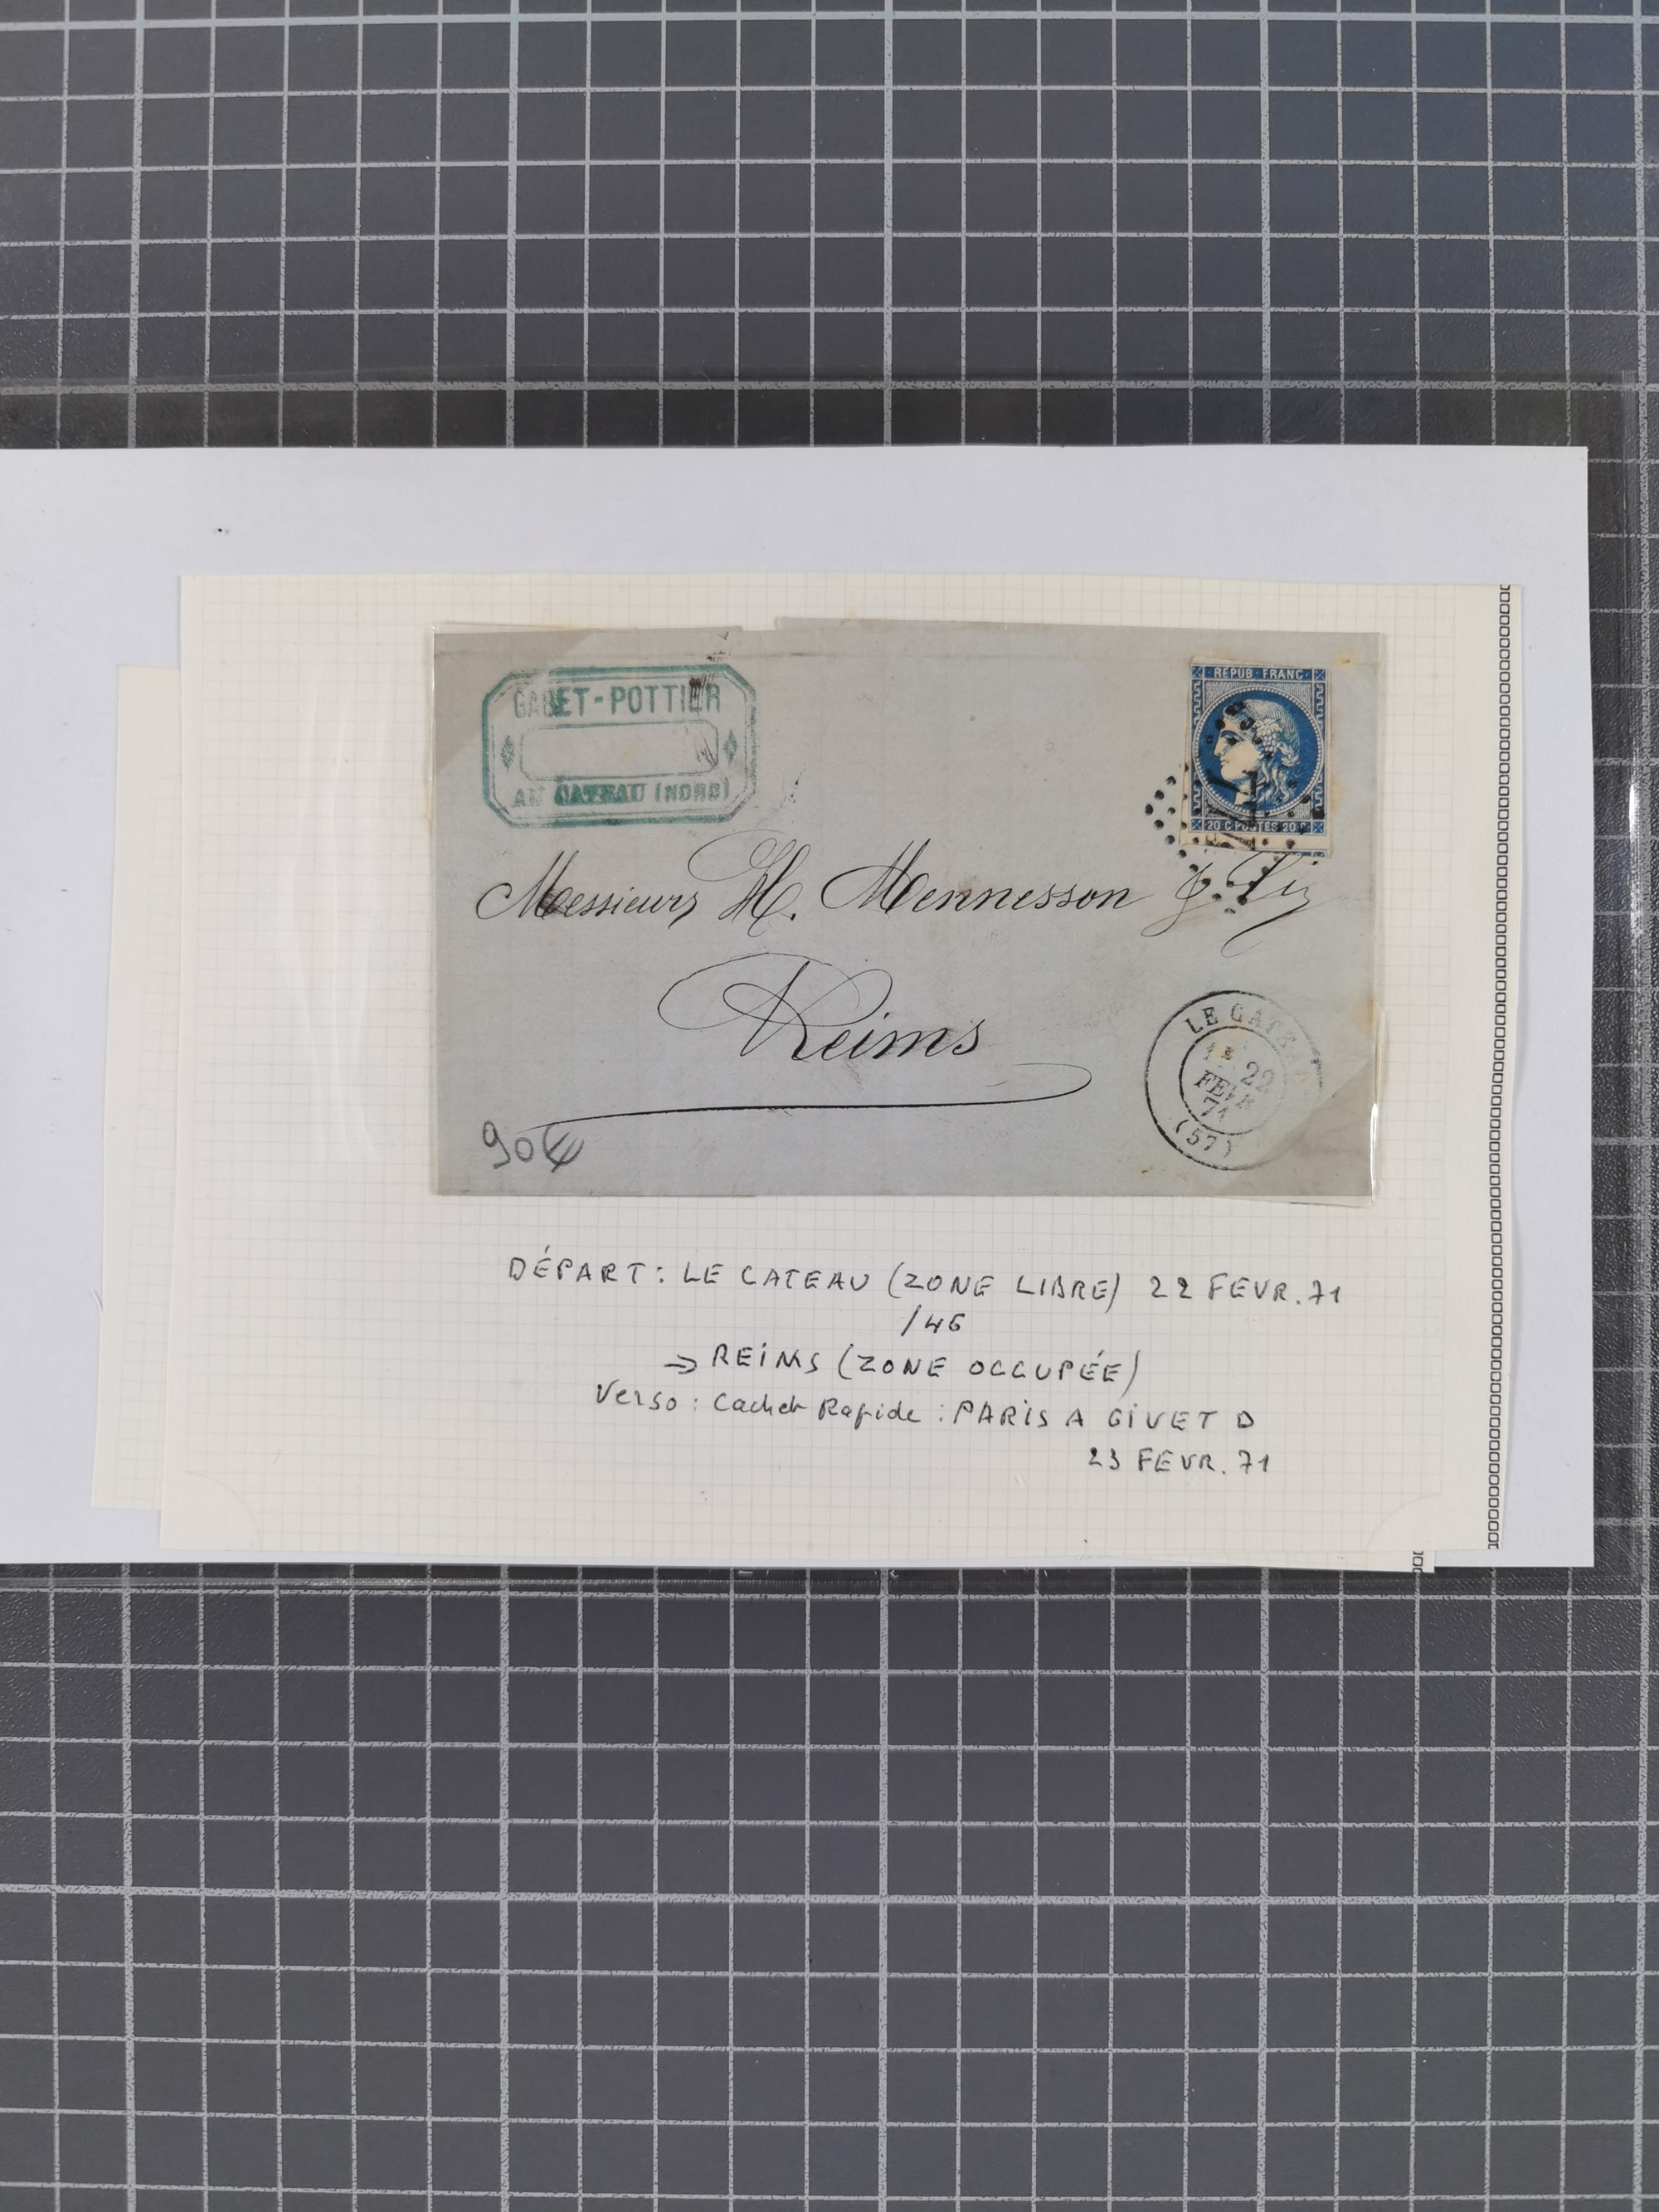 GABET-POTTIER
AU CATEAU (NORD)
REPUB·FRANC·
20 C POSTES 20 C
Messieurs H. Mennesson &
Reims
LE CATEAU
22
FEVR
71
(57)
90€
DÉPART: LE CATEAU (ZONE LIBRE) 22 FEVR. 71
/46
→ REIMS (ZONE OCCUPÉE)
Verso: Cachet Rapide: PARIS A GIVET D
23 FEVR. 71